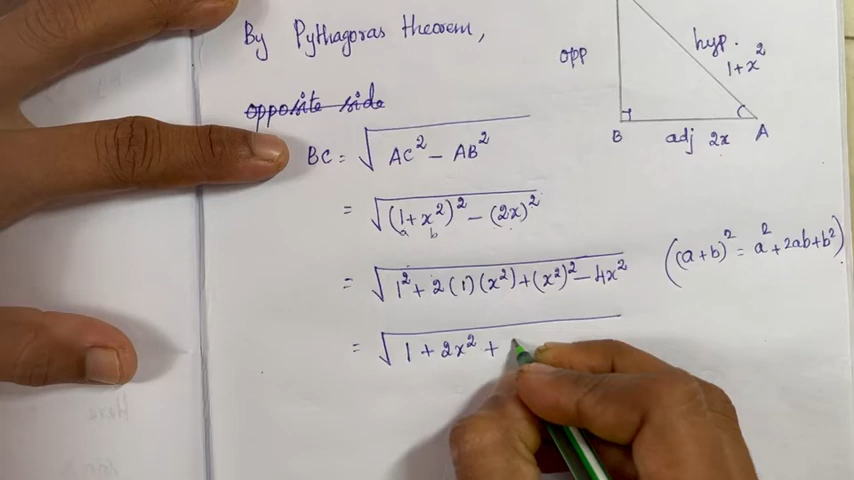 By Pythagoras theorem,
opposite side
BC = √(AC² - AB²)
= √((1+x²)² - (2x)²)
a b
= √(1² + 2(1)(x²) + (x²)² - 4x²)
((a+b)² = a² + 2ab + b²)
= √(1 + 2x² +
opp
hyp.
1+x²
B
adj 2x
A